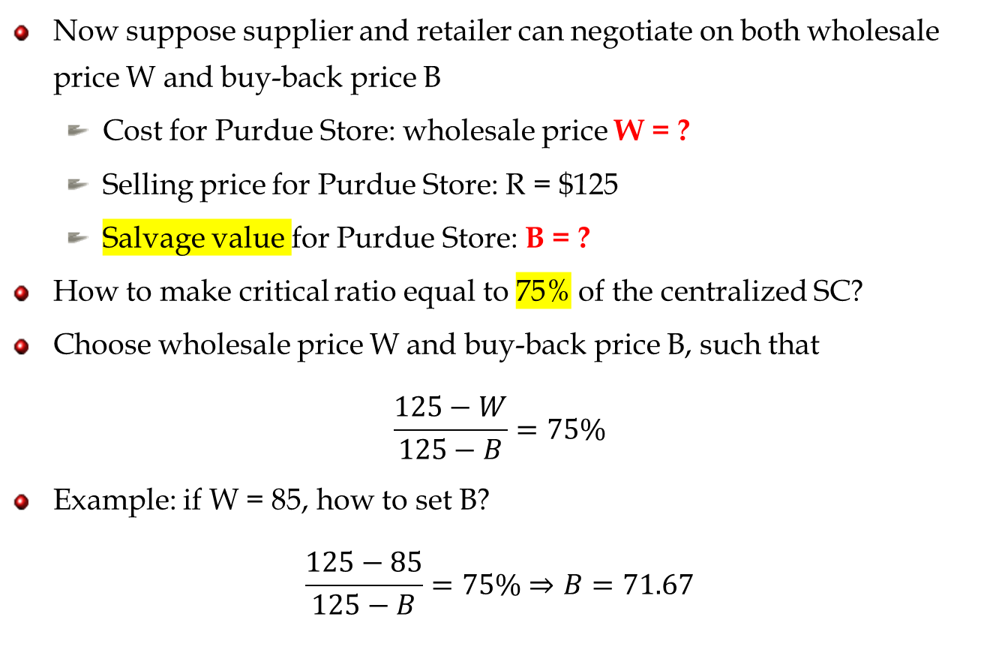 Now suppose supplier and retailer can negotiate on both wholesale
price W and buy-back price B
Cost for Purdue Store: wholesale price W = ?
Selling price for Purdue Store: R = $125
Salvage value for Purdue Store: B = ?
How to make critical ratio equal to 75% of the centralized SC?
Choose wholesale price W and buy-back price B, such that
125 − W
125 − B
= 75%
Example: if W = 85, how to set B?
125 − 85
125 − B
= 75% ⇒ B = 71.67